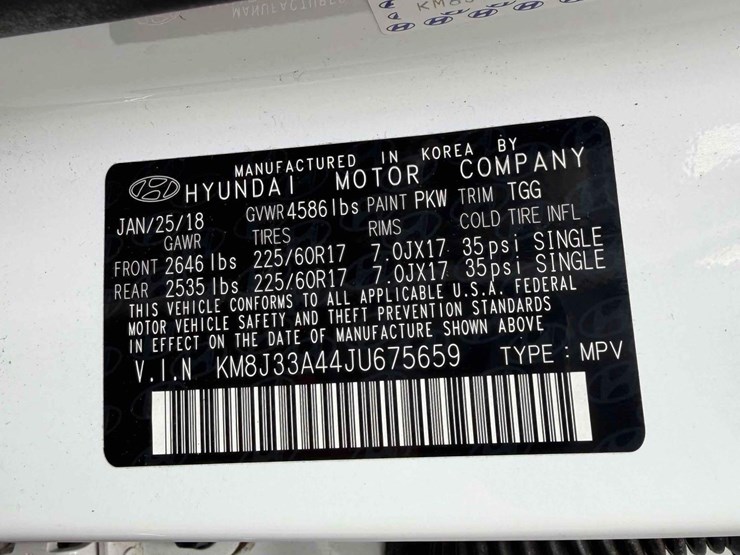 MANUFACTURED IN KOREA BY
HYUNDAI MOTOR COMPANY
JAN/25/18 GVWR 4586 lbs PAINT PKW TRIM TGG
GAWR TIRES RIMS COLD TIRE INFL
FRONT 2646 lbs 225/60R17 7.0JX17 35psi SINGLE
REAR 2535 lbs 225/60R17 7.0JX17 35psi SINGLE
THIS VEHICLE CONFORMS TO ALL APPLICABLE U.S.A. FEDERAL
MOTOR VEHICLE SAFETY AND THEFT PREVENTION STANDARDS
IN EFFECT ON THE DATE OF MANUFACTURE SHOWN ABOVE
V.I.N KM8J33A44JU675659 TYPE : MPV